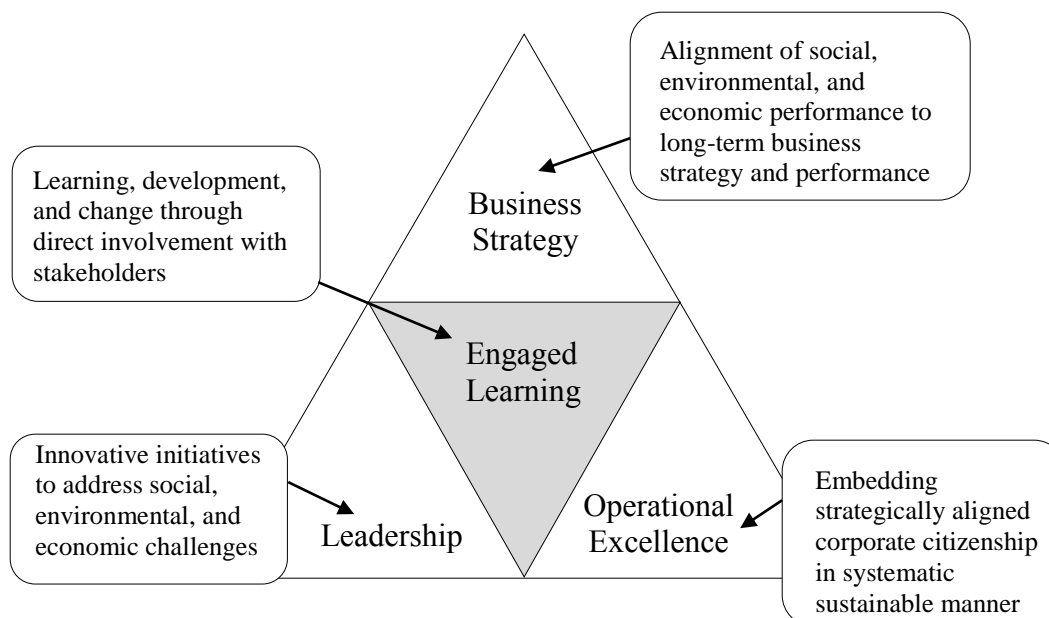 Alignment of social,
environmental, and
economic performance to
long-term business
strategy and performance
Learning, development,
and change through
direct involvement with
stakeholders
Business
Strategy
Engaged
Learning
Innovative initiatives
to address social,
environmental, and
economic challenges
Leadership
Operational
Excellence
Embedding
strategically aligned
corporate citizenship
in systematic
sustainable manner